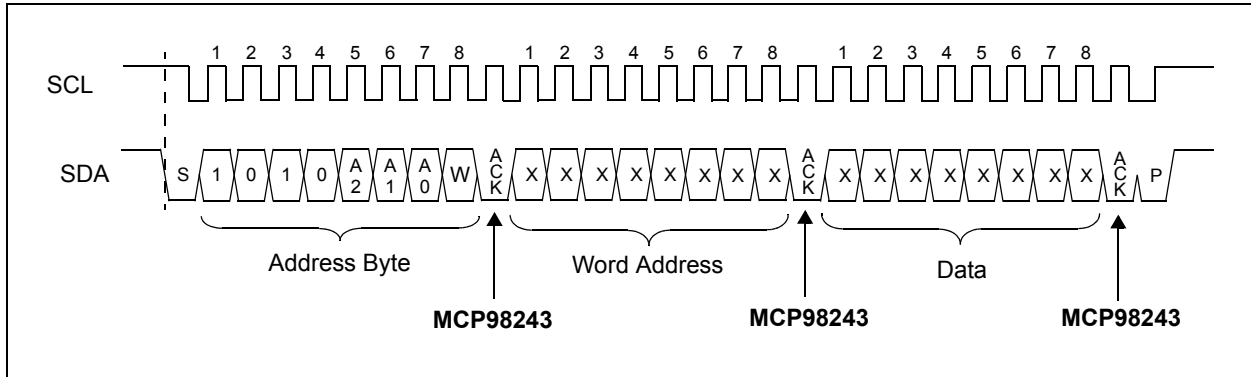 1 2 3 4 5 6 7 8 1 2 3 4 5 6 7 8 1 2 3 4 5 6 7 8
SCL
SDA S 1 0 1 0 A2 A1 A0 W ACK X X X X X X X X ACK X X X X X X X X ACK P
Address Byte Word Address Data
MCP98243 MCP98243 MCP98243